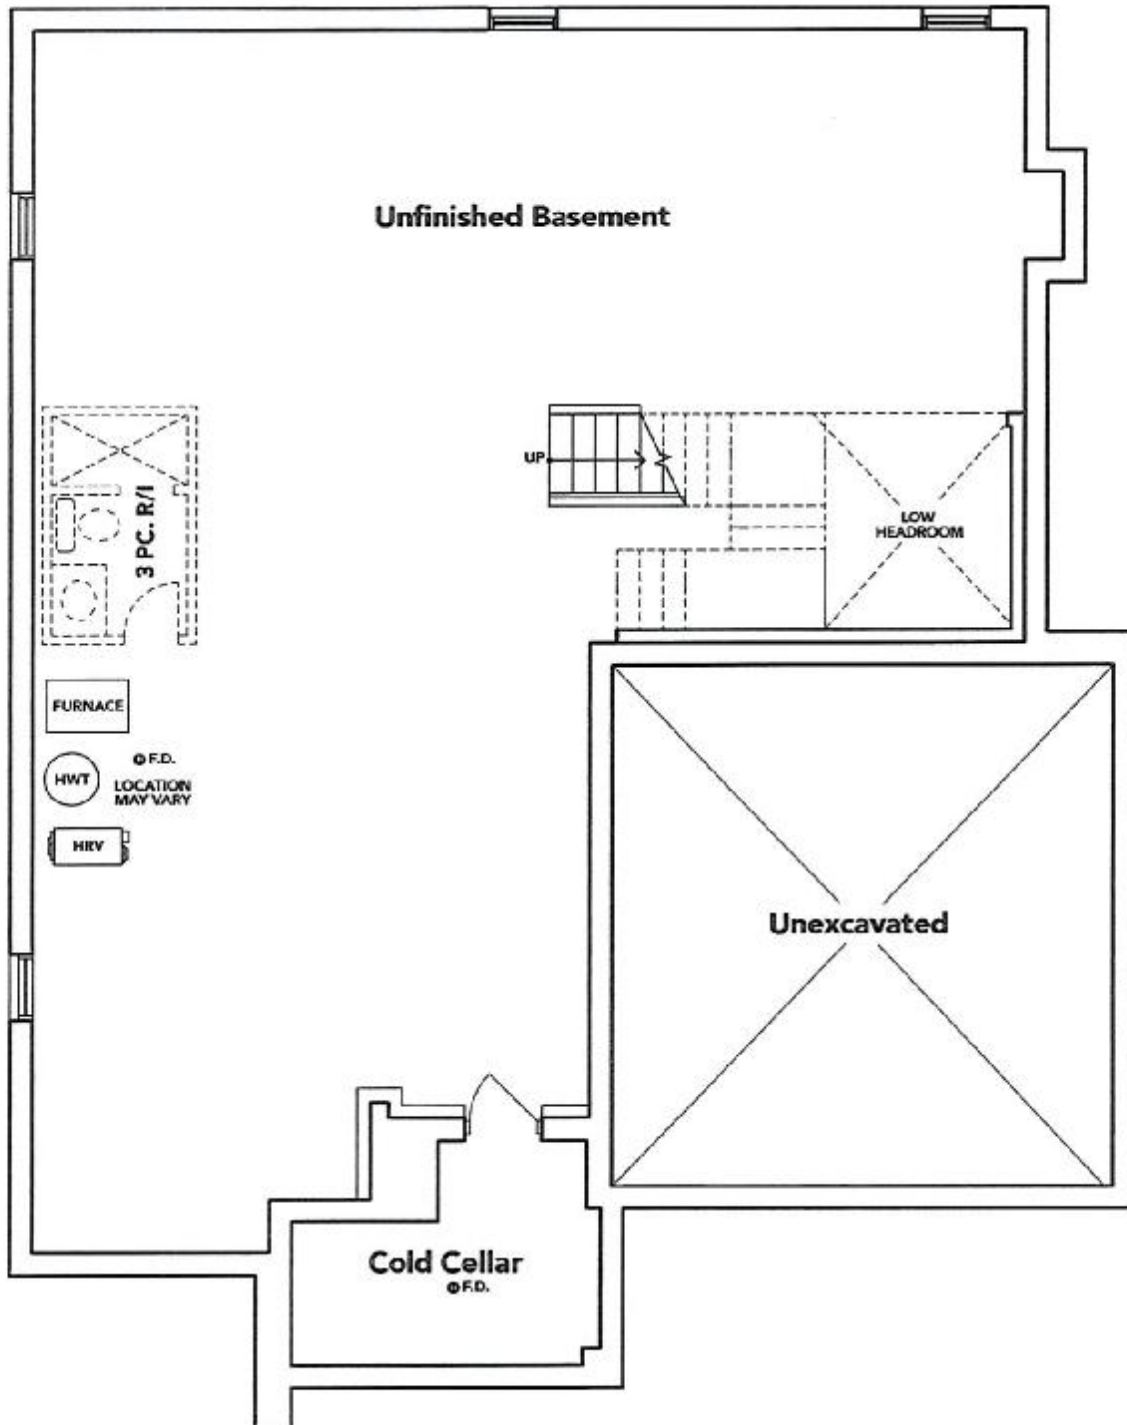 Unfinished Basement
UP
LOW
HEADROOM
3 PC. R/I
FURNACE
F.D.
HWT
LOCATION
MAY VARY
HRV
Unexcavated
Cold Cellar
F.D.